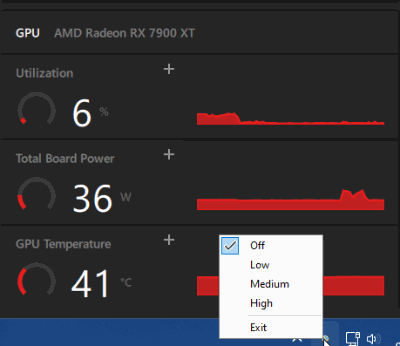 GPU AMD Radeon RX 7900 XT
Utilization +
6 %
Total Board Power +
36 W
GPU Temperature +
41 °C
Off
Low
Medium
High
Exit